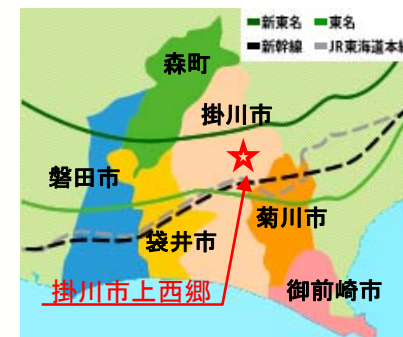 新東名 東名
新幹線 JR東海道本線
森町
掛川市
磐田市
菊川市
袋井市
掛川市上西郷
御前崎市